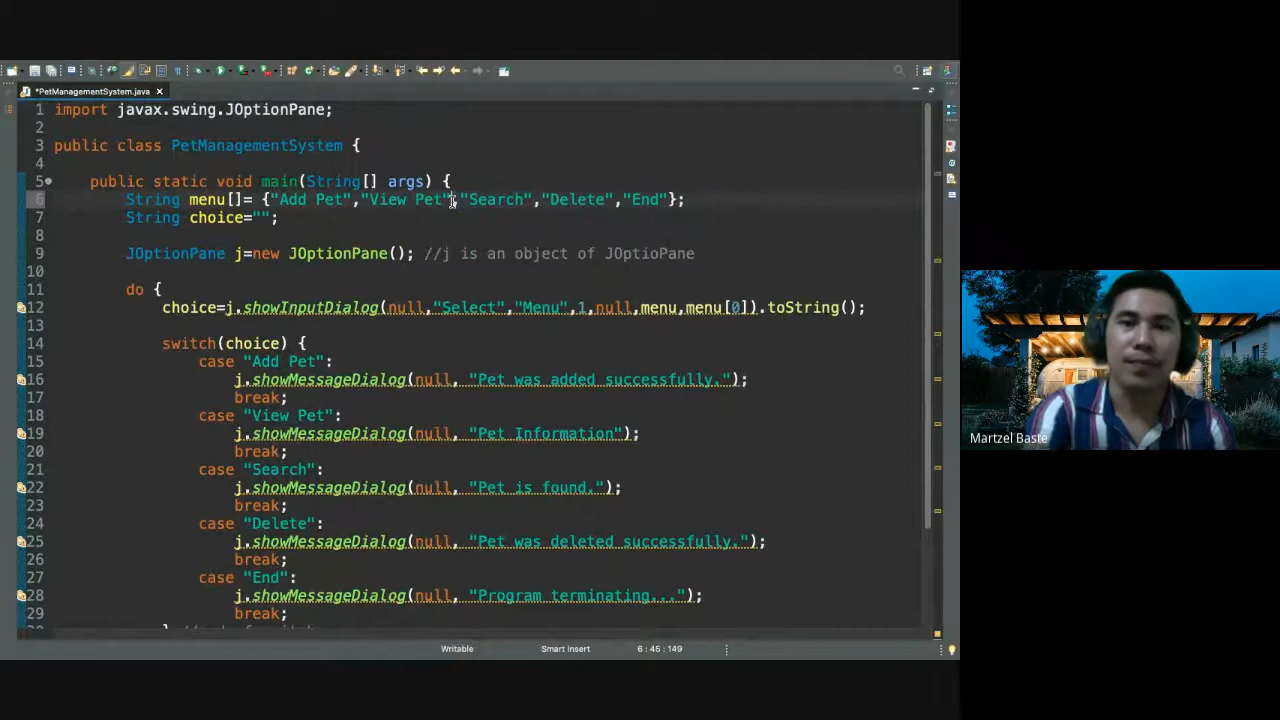 *PetManagementSystem.java
1 import javax.swing.JOptionPane;
2
3 public class PetManagementSystem {
4
5 public static void main(String[] args) {
6 String menu[]= {"Add Pet","View Pet","Search","Delete","End"};
7 String choice="";
8
9 JOptionPane j=new JOptionPane(); //j is an object of JOptioPane
10
11 do {
12 choice=j.showInputDialog(null,"Select","Menu",1,null,menu,menu[0]).toString();
13
14 switch(choice) {
15 case "Add Pet":
16 j.showMessageDialog(null, "Pet was added successfully.");
17 break;
18 case "View Pet":
19 j.showMessageDialog(null, "Pet Information");
20 break;
21 case "Search":
22 j.showMessageDialog(null, "Pet is found.");
23 break;
24 case "Delete":
25 j.showMessageDialog(null, "Pet was deleted successfully.");
26 break;
27 case "End":
28 j.showMessageDialog(null, "Program terminating...");
29 break;
Writable Smart Insert 6 : 45 : 149
Martzel Baste